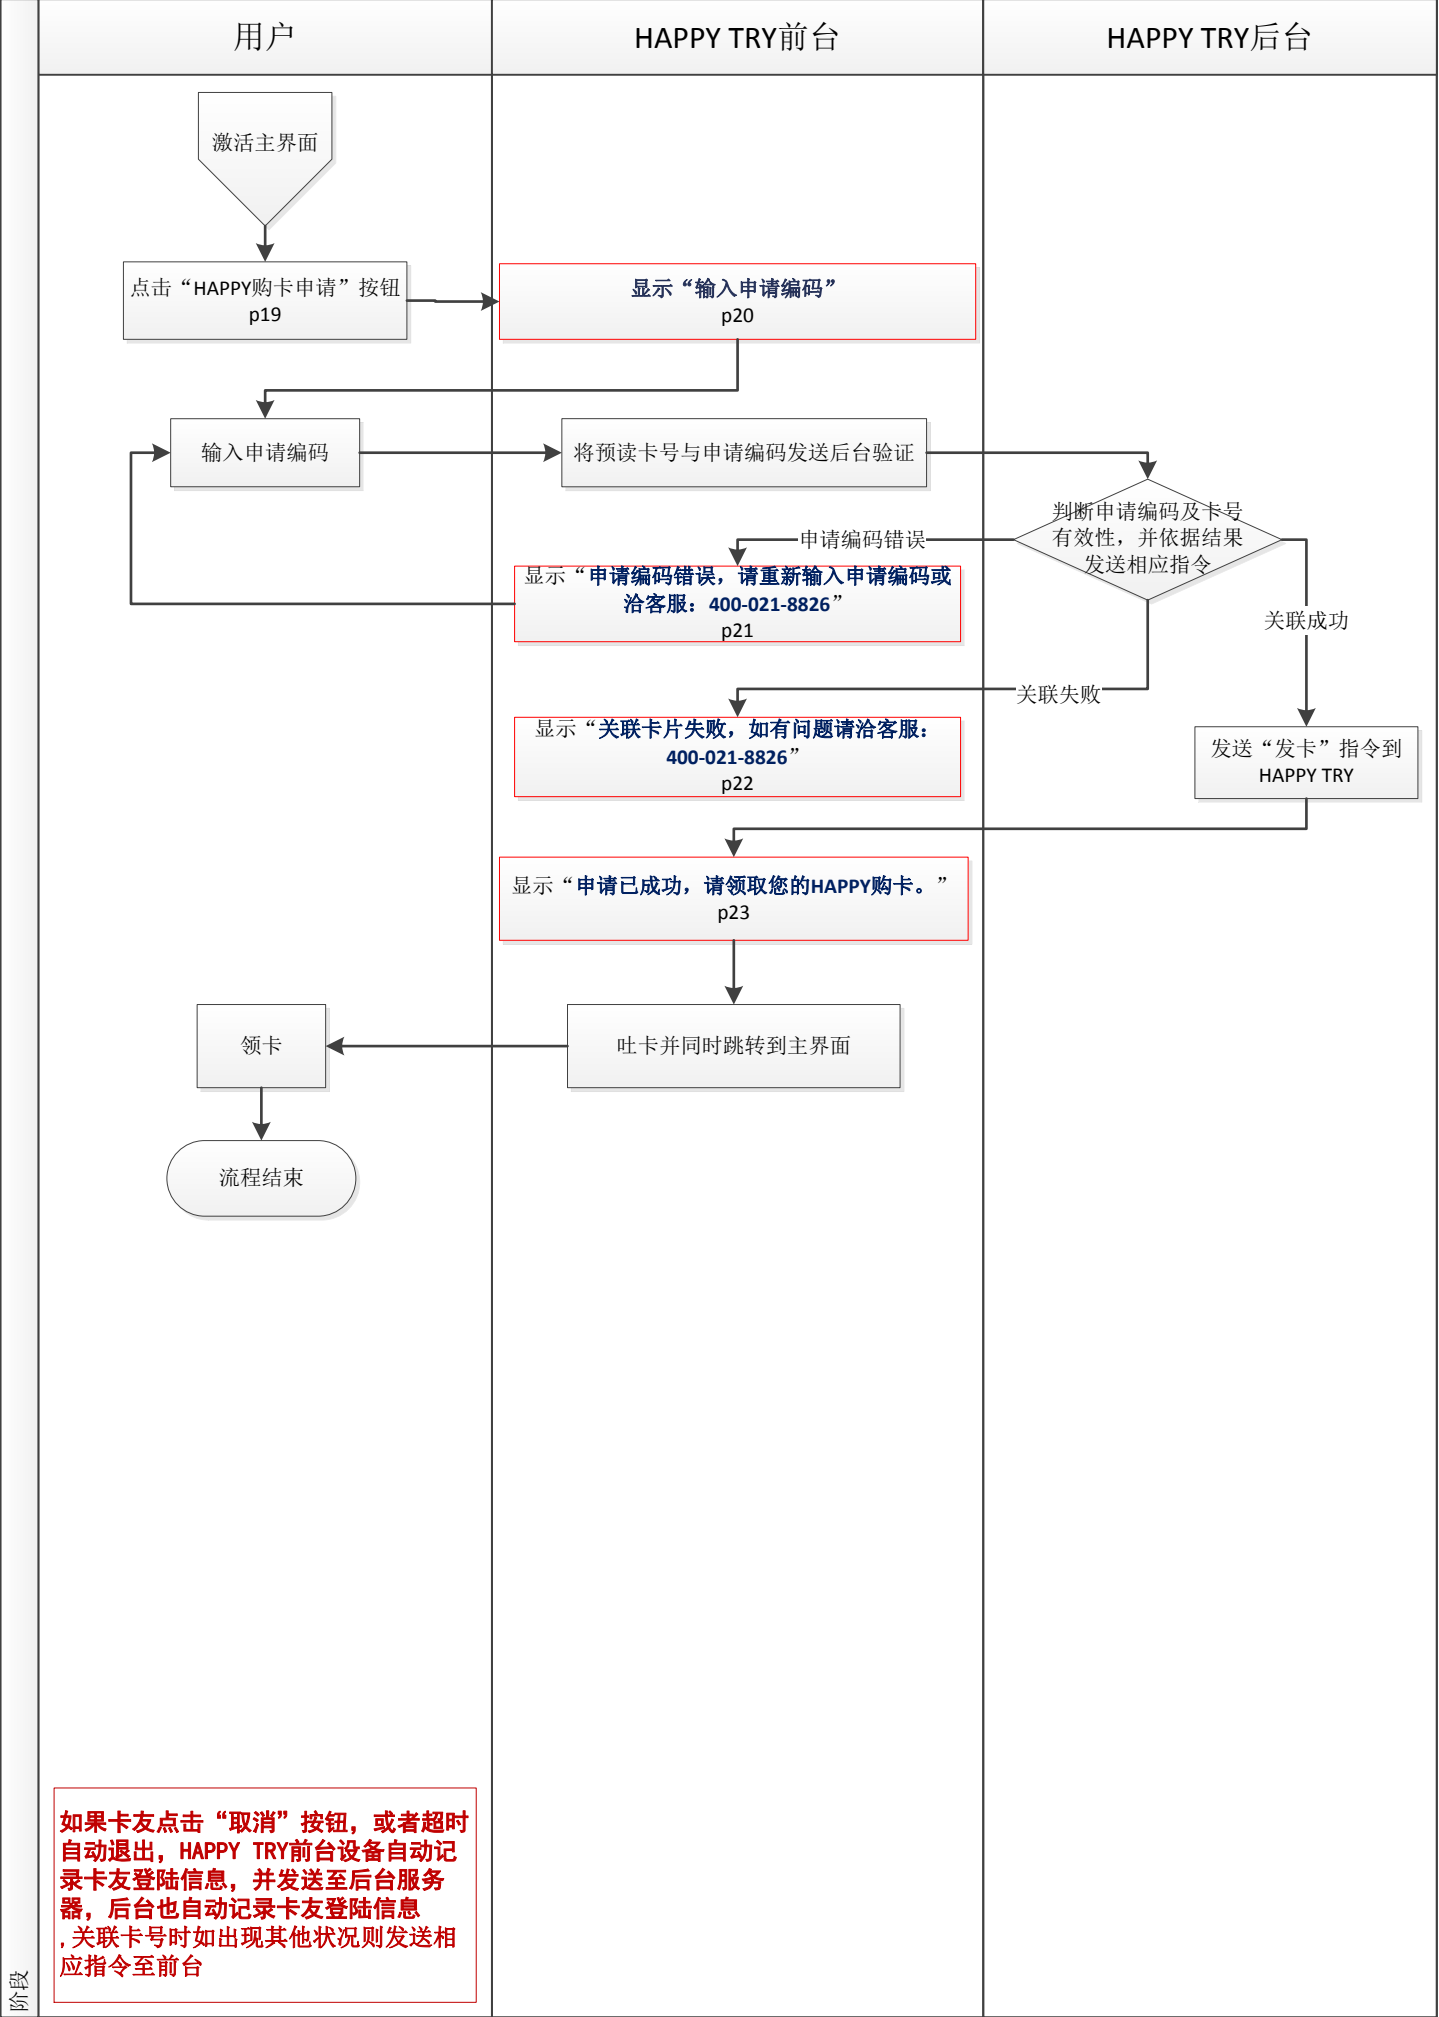 用户
HAPPY TRY前台
HAPPY TRY后台
激活主界面
点击“HAPPY购卡申请”按钮
p19
显示“输入申请编码”
p20
输入申请编码
将预读卡号与申请编码发送后台验证
判断申请编码及卡号
有效性，并依据结果
发送相应指令
申请编码错误
显示“申请编码错误，请重新输入申请编码或
洽客服：400-021-8826”
p21
关联成功
关联失败
显示“关联卡片失败，如有问题请洽客服：
400-021-8826”
p22
发送“发卡”指令到
HAPPY TRY
显示“申请已成功，请领取您的HAPPY购卡。”
p23
领卡
吐卡并同时跳转到主界面
流程结束
如果卡友点击“取消”按钮，或者超时
自动退出，HAPPY TRY前台设备自动记
录卡友登陆信息，并发送至后台服务
器，后台也自动记录卡友登陆信息
,关联卡号时如出现其他状况则发送相
应指令至前台
阶段